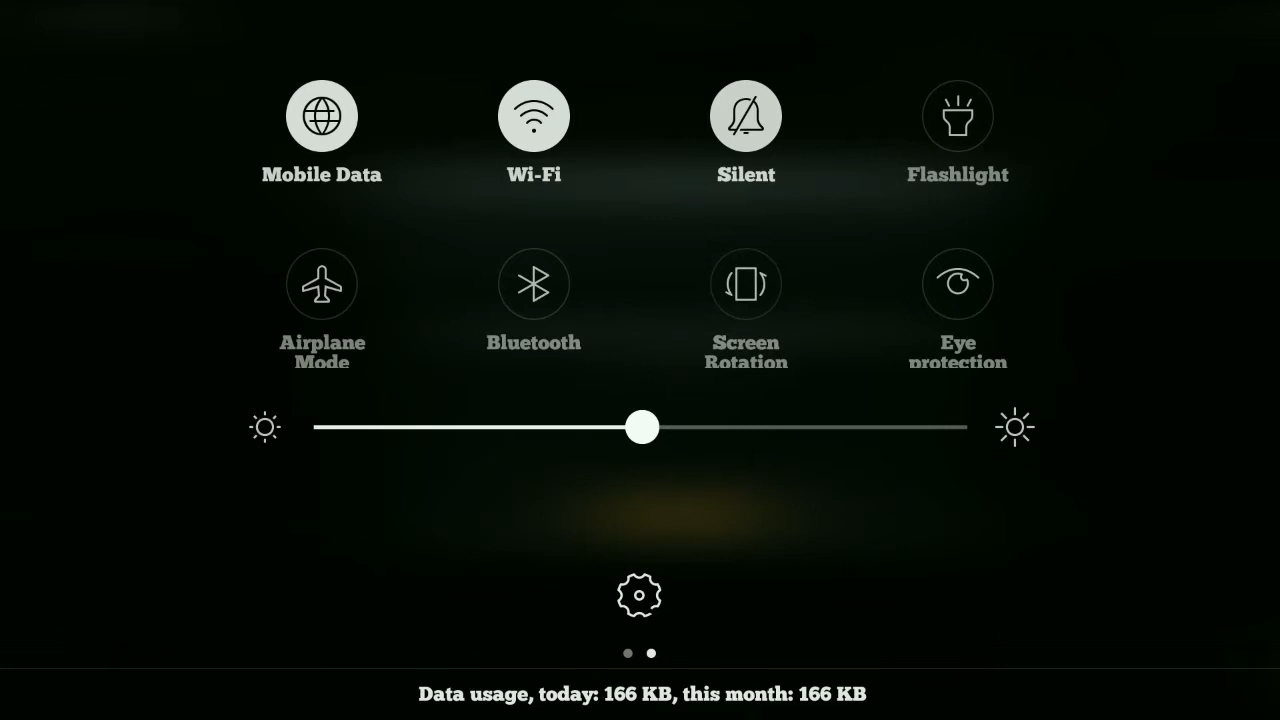 Mobile Data
Wi-Fi
Silent
Flashlight
Airplane
Mode
Bluetooth
Screen
Rotation
Eye
protection
Data usage, today: 166 KB, this month: 166 KB